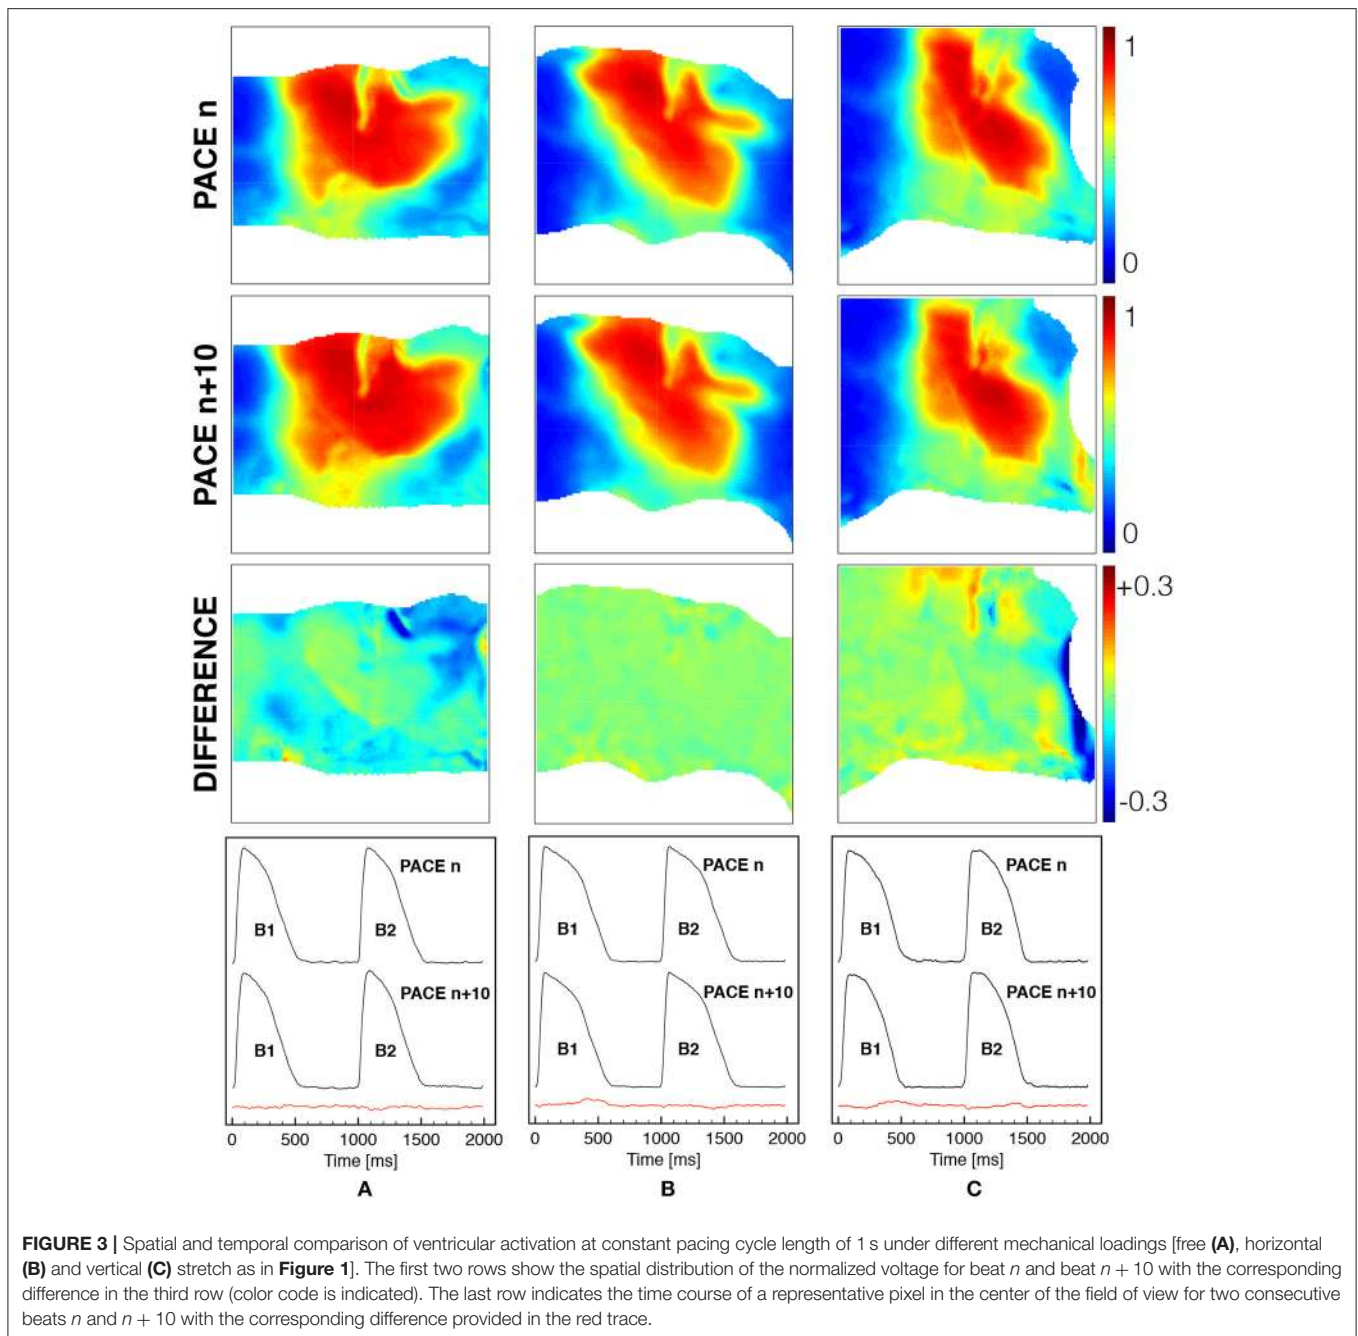 PACE n
1
0
PACE n+10
1
0
DIFFERENCE
+0.3
-0.3
PACE n
B1
B2
PACE n+10
B1
B2
0 500 1000 1500 2000
Time [ms]
A
PACE n
B1
B2
PACE n+10
B1
B2
0 500 1000 1500 2000
Time [ms]
B
PACE n
B1
B2
PACE n+10
B1
B2
0 500 1000 1500 2000
Time [ms]
C
FIGURE 3 | Spatial and temporal comparison of ventricular activation at constant pacing cycle length of 1 s under different mechanical loadings [free (A), horizontal
(B) and vertical (C) stretch as in Figure 1]. The first two rows show the spatial distribution of the normalized voltage for beat n and beat n + 10 with the corresponding
difference in the third row (color code is indicated). The last row indicates the time course of a representative pixel in the center of the field of view for two consecutive
beats n and n + 10 with the corresponding difference provided in the red trace.